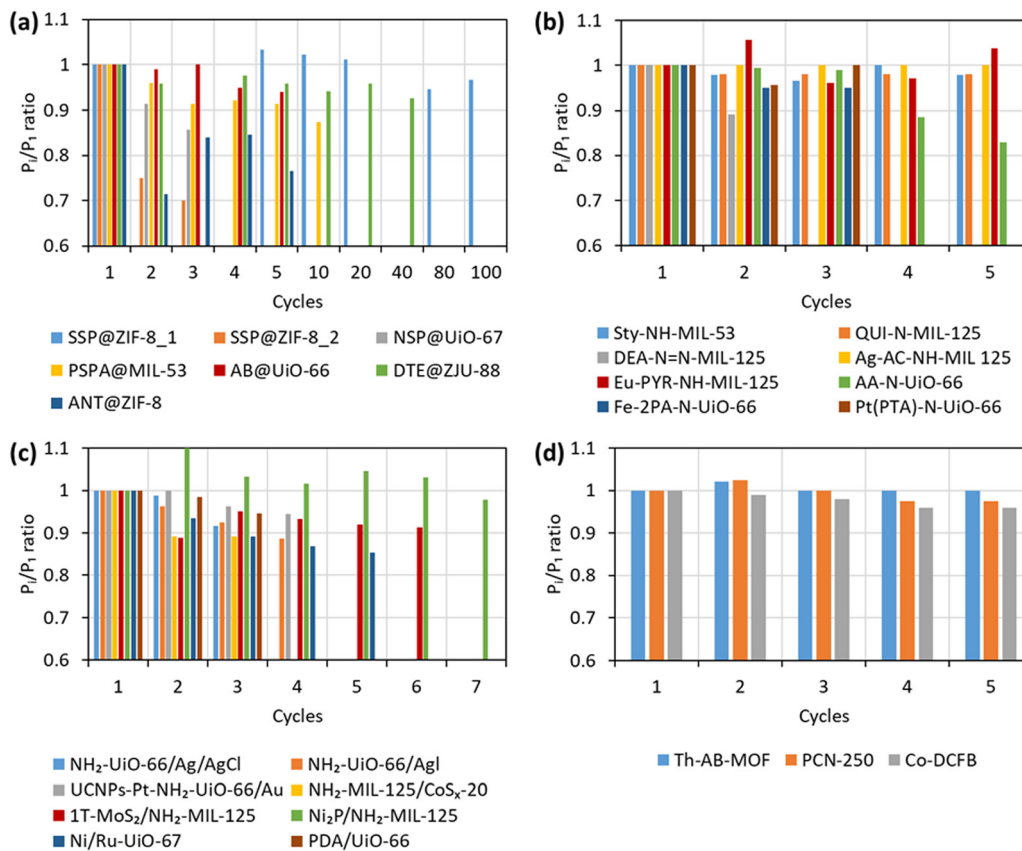 (a)
1.1
1
0.9
0.8
0.7
0.6
Pᵢ/P₁ ratio
1 2 3 4 5 10 20 40 80 100
Cycles
SSP@ZIF-8_1 SSP@ZIF-8_2 NSP@UiO-67
PSPA@MIL-53 AB@UiO-66 DTE@ZJU-88
ANT@ZIF-8
(b)
1.1
1
0.9
0.8
0.7
0.6
Pᵢ/P₁ ratio
1 2 3 4 5
Cycles
Sty-NH-MIL-53 QUI-N-MIL-125
DEA-N=N-MIL-125 Ag-AC-NH-MIL 125
Eu-PYR-NH-MIL-125 AA-N-UiO-66
Fe-2PA-N-UiO-66 Pt(PTA)-N-UiO-66
(c)
1.1
1
0.9
0.8
0.7
0.6
Pᵢ/P₁ ratio
1 2 3 4 5 6 7
Cycles
NH₂-UiO-66/Ag/AgCl NH₂-UiO-66/AgI
UCNPs-Pt-NH₂-UiO-66/Au NH₂-MIL-125/CoSₓ-20
1T-MoS₂/NH₂-MIL-125 Ni₂P/NH₂-MIL-125
Ni/Ru-UiO-67 PDA/UiO-66
(d)
1.1
1
0.9
0.8
0.7
0.6
Pᵢ/P₁ ratio
1 2 3 4 5
Cycles
Th-AB-MOF PCN-250 Co-DCFB